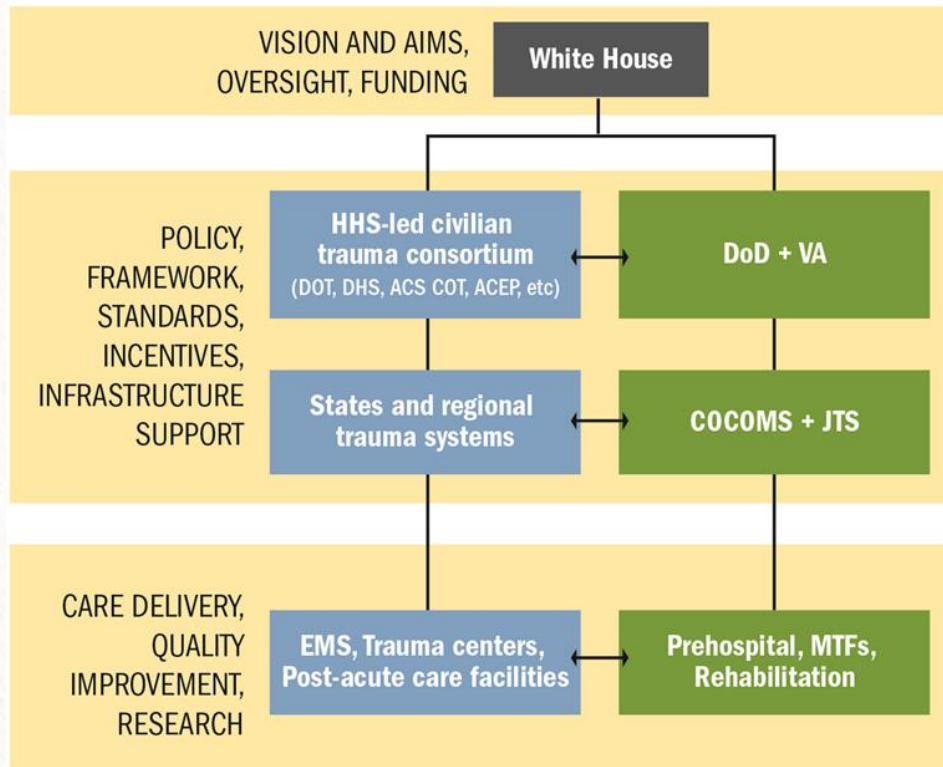 VISION AND AIMS,
OVERSIGHT, FUNDING
White House
POLICY,
FRAMEWORK,
STANDARDS,
INCENTIVES,
INFRASTRUCTURE
SUPPORT
HHS-led civilian
trauma consortium
(DOT, DHS, ACS COT, ACEP, etc)
DoD + VA
States and regional
trauma systems
COCOMS + JTS
CARE DELIVERY,
QUALITY
IMPROVEMENT,
RESEARCH
EMS, Trauma centers,
Post-acute care facilities
Prehospital, MTFs,
Rehabilitation